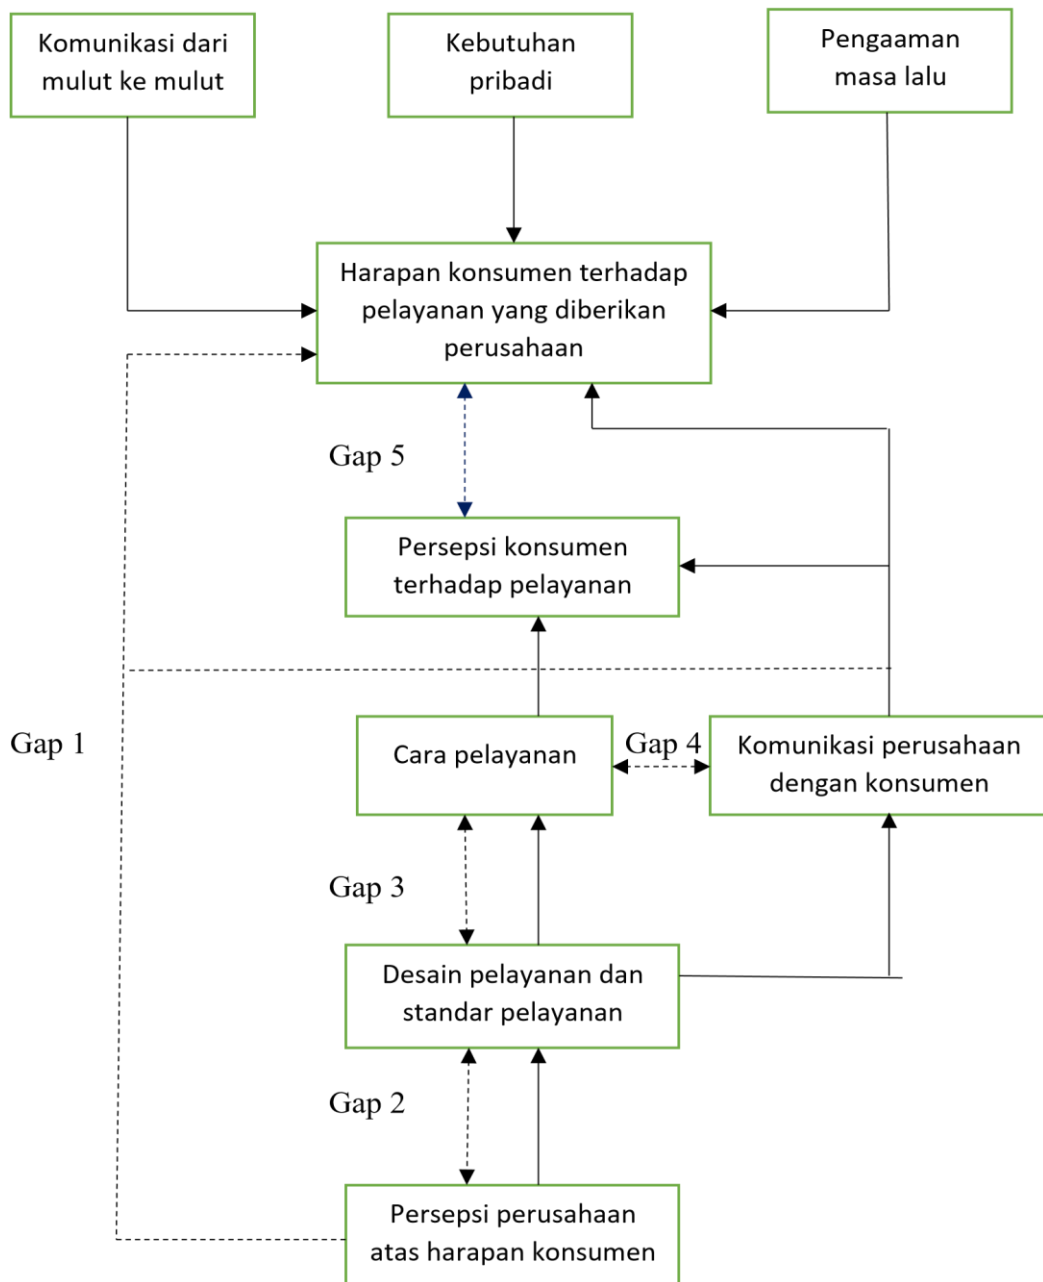 Komunikasi dari
mulut ke mulut
Kebutuhan
pribadi
Pengaaman
masa lalu
Harapan konsumen terhadap
pelayanan yang diberikan
perusahaan
Gap 5
Persepsi konsumen
terhadap pelayanan
Gap 1
Cara pelayanan
Gap 4
Komunikasi perusahaan
dengan konsumen
Gap 3
Desain pelayanan dan
standar pelayanan
Gap 2
Persepsi perusahaan
atas harapan konsumen